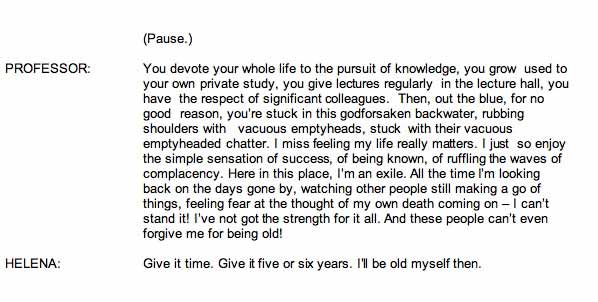 (Pause.)
PROFESSOR: You devote your whole life to the pursuit of knowledge, you grow used to
your own private study, you give lectures regularly in the lecture hall, you
have the respect of significant colleagues. Then, out the blue, for no
good reason, you're stuck in this godforsaken backwater, rubbing
shoulders with vacuous emptyheads, stuck with their vacuous
emptyheaded chatter. I miss feeling my life really matters. I just so enjoy
the simple sensation of success, of being known, of ruffling the waves of
complacency. Here in this place, I'm an exile. All the time I'm looking
back on the days gone by, watching other people still making a go of
things, feeling fear at the thought of my own death coming on – I can't
stand it! I've not got the strength for it all. And these people can't even
forgive me for being old!
HELENA: Give it time. Give it five or six years. I'll be old myself then.